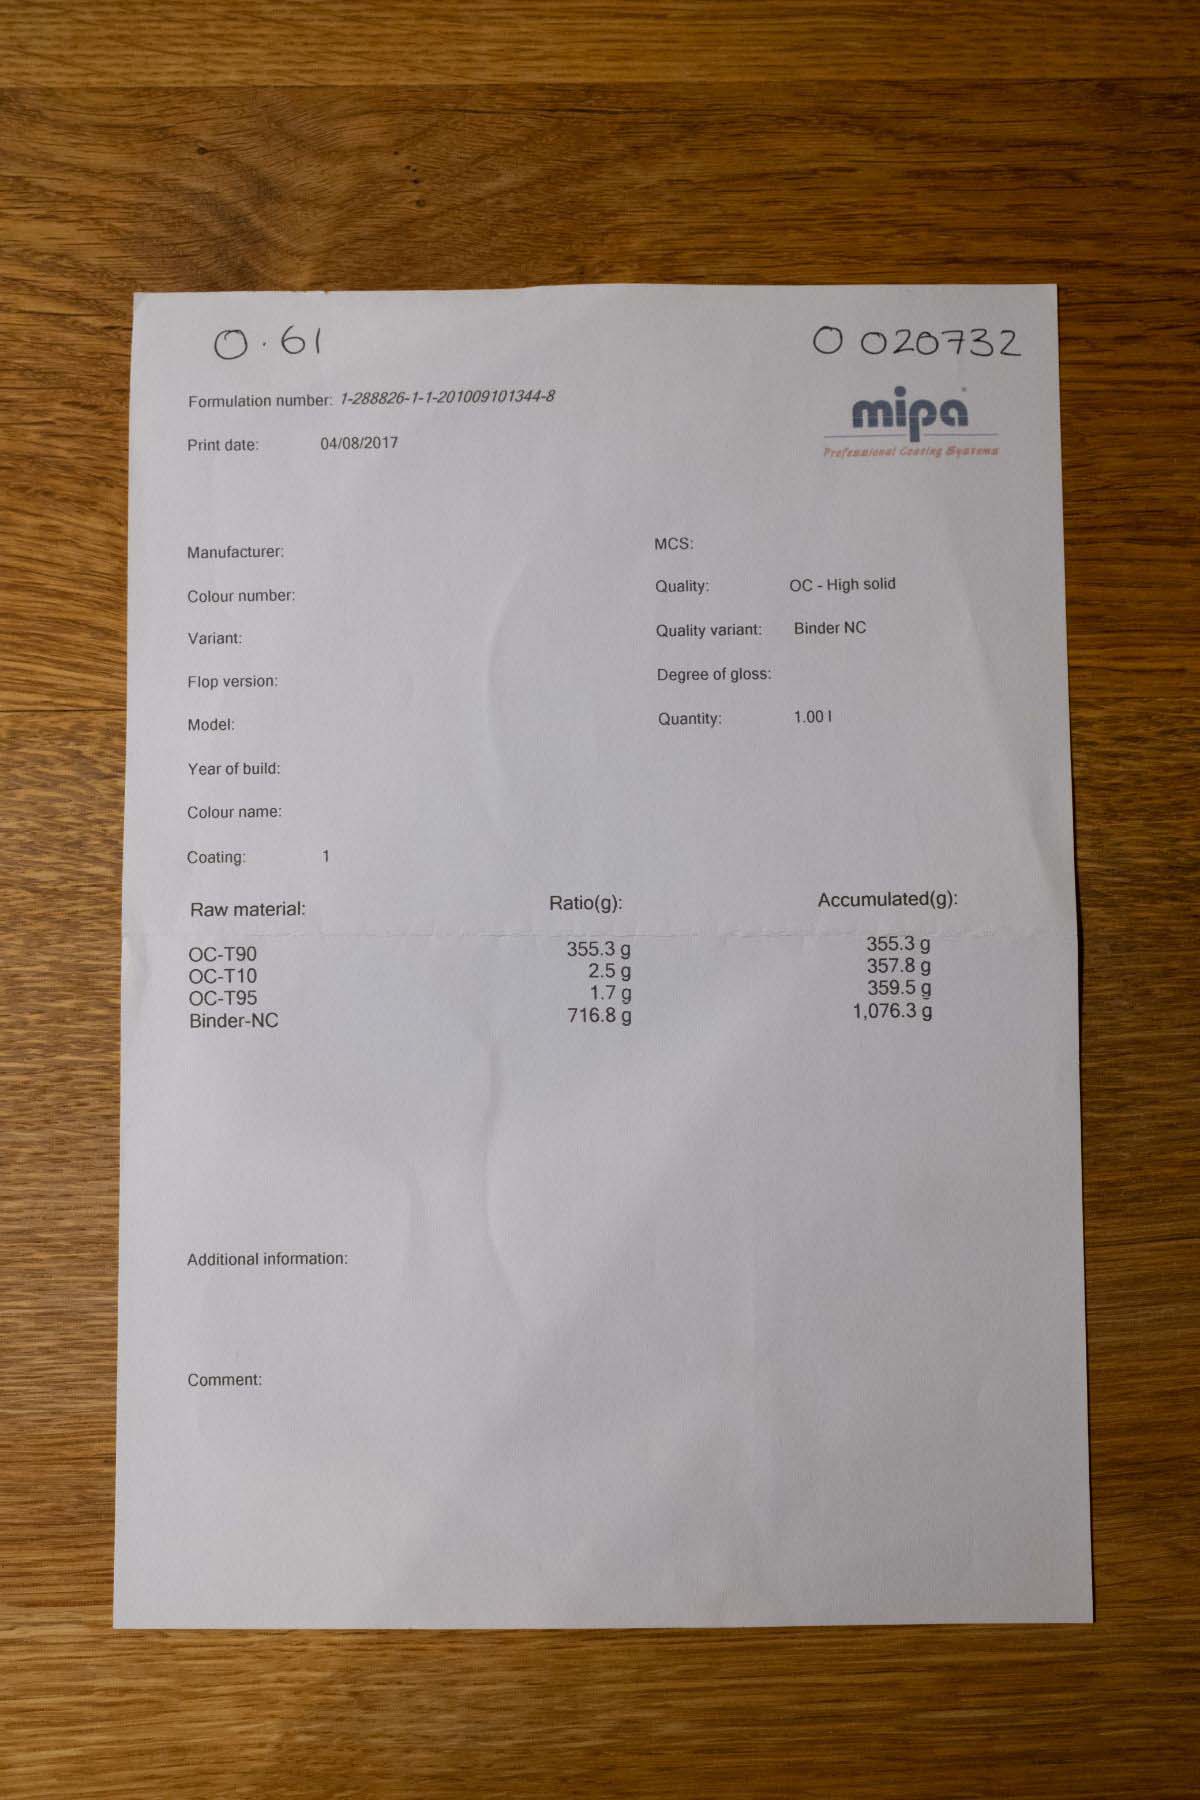 O·61 O 020732
Formulation number: 1-288826-1-1-201009101344-8
mipa
Professional Coating Systems
Print date: 04/08/2017
Manufacturer:
MCS:
Colour number:
Quality: OC - High solid
Variant:
Quality variant: Binder NC
Flop version:
Degree of gloss:
Model:
Quantity: 1.00 l
Year of build:
Colour name:
Coating: 1
Raw material: Ratio(g): Accumulated(g):
OC-T90 355.3 g 355.3 g
OC-T10 2.5 g 357.8 g
OC-T95 1.7 g 359.5 g
Binder-NC 716.8 g 1,076.3 g
Additional information:
Comment: